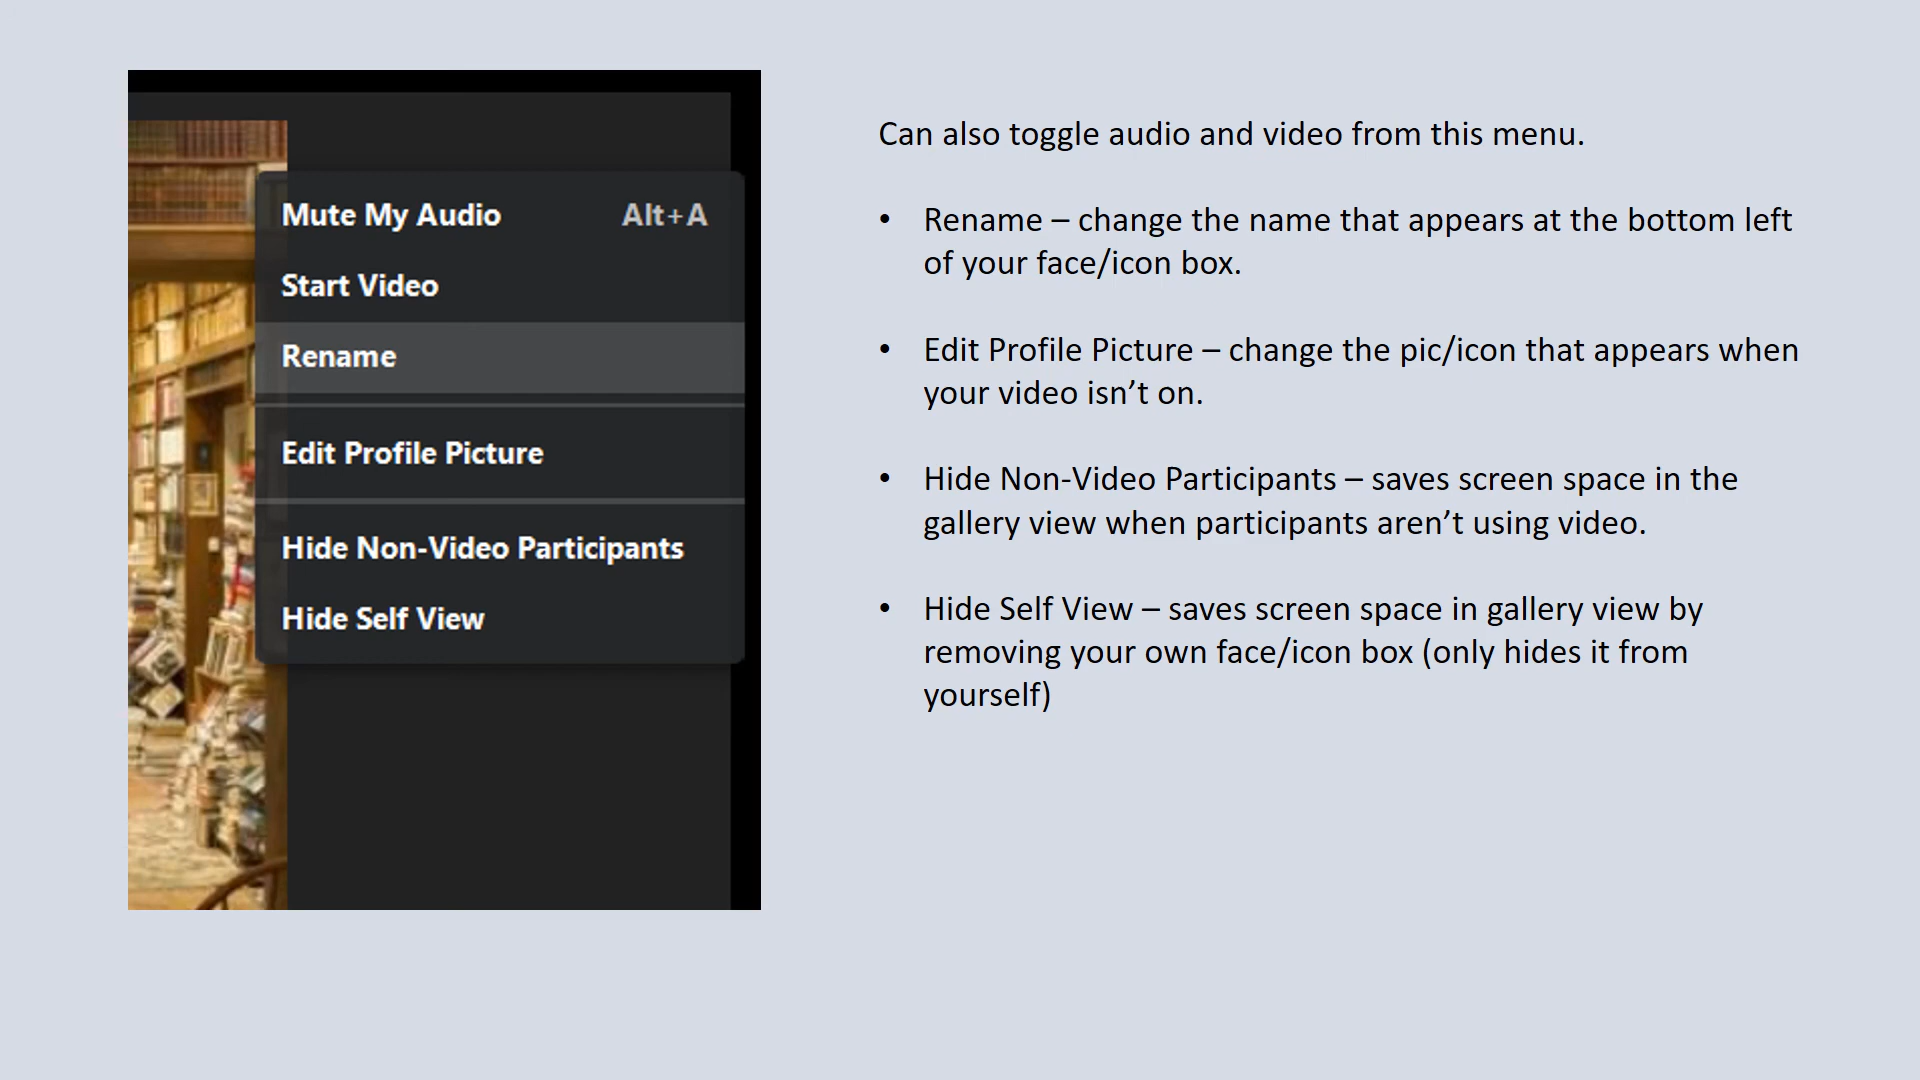 Mute My Audio Alt+A
Start Video
Rename
Edit Profile Picture
Hide Non-Video Participants
Hide Self View
Can also toggle audio and video from this menu.
• Rename – change the name that appears at the bottom left
of your face/icon box.
• Edit Profile Picture – change the pic/icon that appears when
your video isn’t on.
• Hide Non-Video Participants – saves screen space in the
gallery view when participants aren’t using video.
• Hide Self View – saves screen space in gallery view by
removing your own face/icon box (only hides it from
yourself)